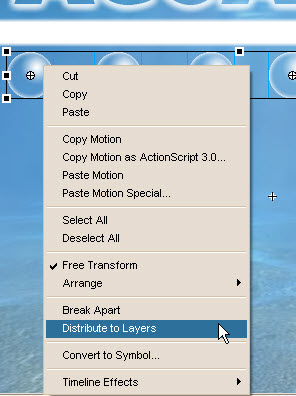 Cut
Copy
Paste
Copy Motion
Copy Motion as ActionScript 3.0...
Paste Motion
Paste Motion Special...
Select All
Deselect All
Free Transform
Arrange
Break Apart
Distribute to Layers
Convert to Symbol...
Timeline Effects